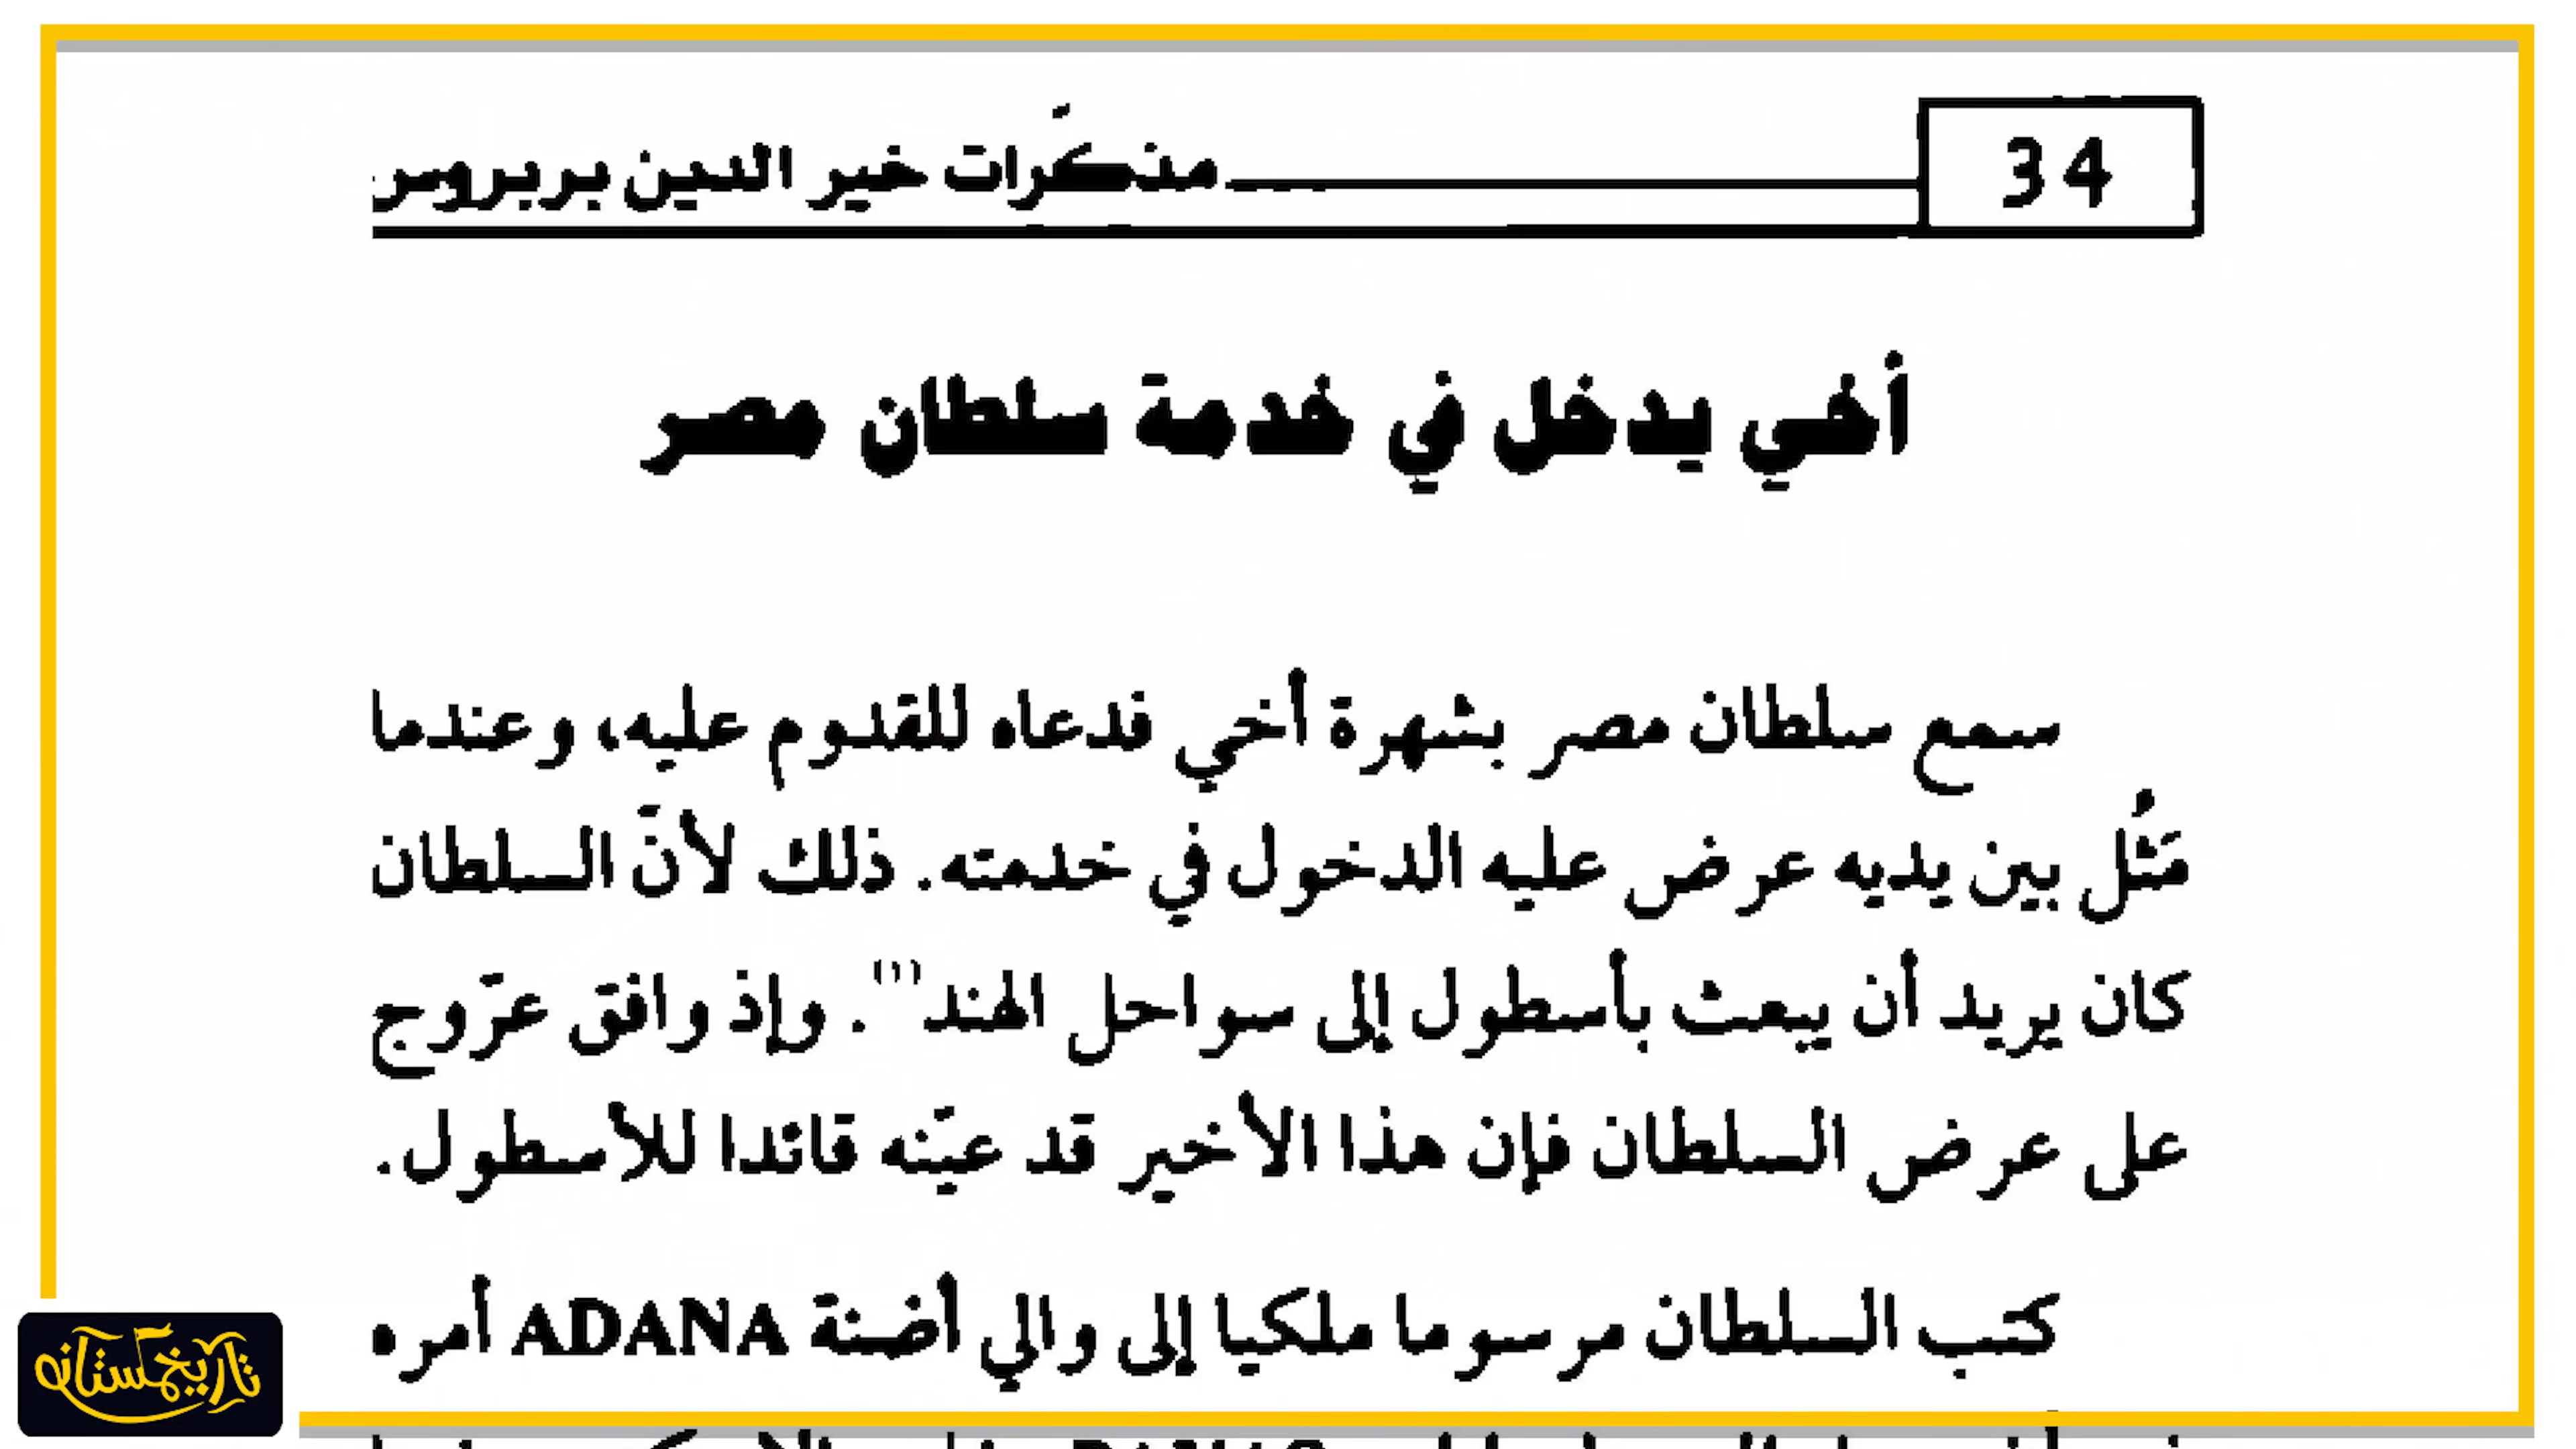 34
مذكّرات خير الدين بربروس
أخي يدخل في خدمة سلطان مصر
سمع سلطان مصر بشهرة أخي فدعاه للقدوم عليه، وعندما
مَثُل بين يديه عرض عليه الدخول في خدمته. ذلك لأنّ السلطان
كان يريد أن يبعث بأسطول إلى سواحل الهند(١). وإذ وافق عرّوج
على عرض السلطان فإن هذا الأخير قد عيّنه قائدا للأسطول.
كتب السلطان مرسوما ملكيا إلى والي أضنة ADANA أمره
تاريخستان